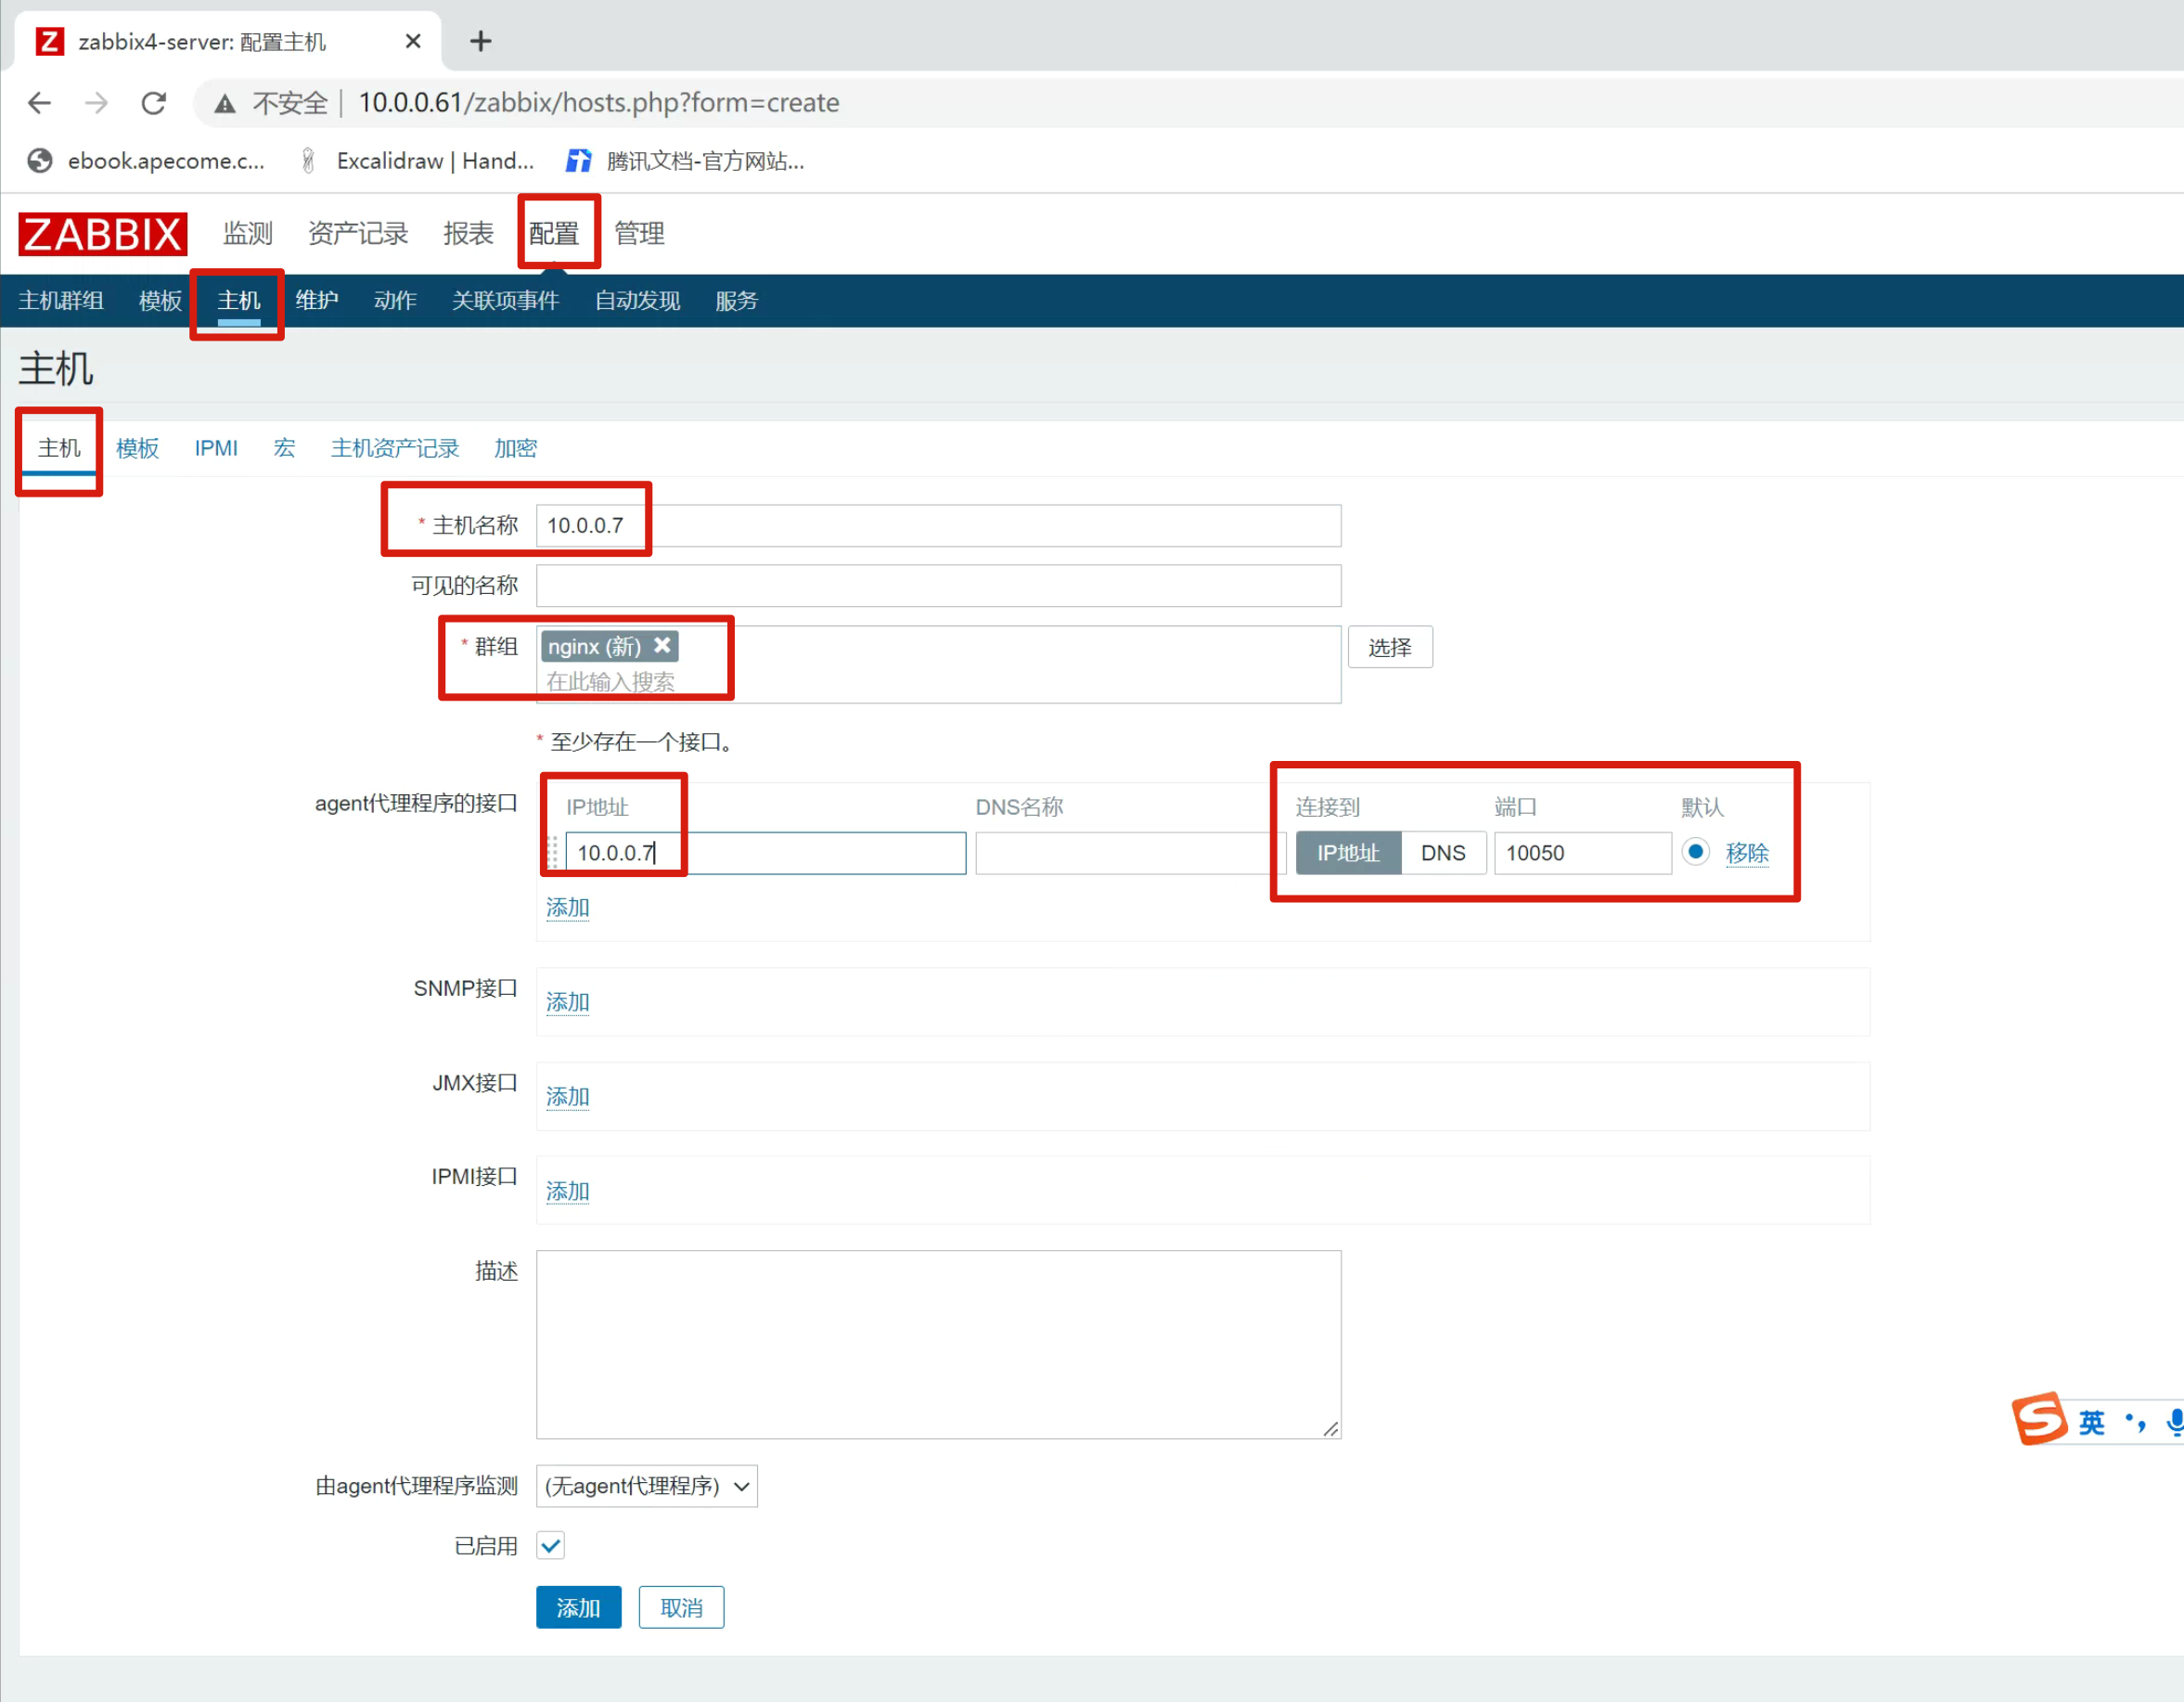 Z zabbix4-server: 配置主机
不安全 | 10.0.0.61/zabbix/hosts.php?form=create
ebook.apecome.c... Excalidraw | Hand... 腾讯文档-官方网站...
ZABBIX 监测 资产记录 报表 配置 管理
主机群组 模板 主机 维护 动作 关联项事件 自动发现 服务
主机
主机 模板 IPMI 宏 主机资产记录 加密
* 主机名称 10.0.0.7
可见的名称
* 群组 nginx (新) 选择
在此输入搜索
* 至少存在一个接口。
agent代理程序的接口 IP地址 DNS名称 连接到 端口 默认
10.0.0.7 IP地址 DNS 10050 移除
添加
SNMP接口 添加
JMX接口 添加
IPMI接口 添加
描述
由agent代理程序监测 (无agent代理程序)
已启用
添加 取消
S 英